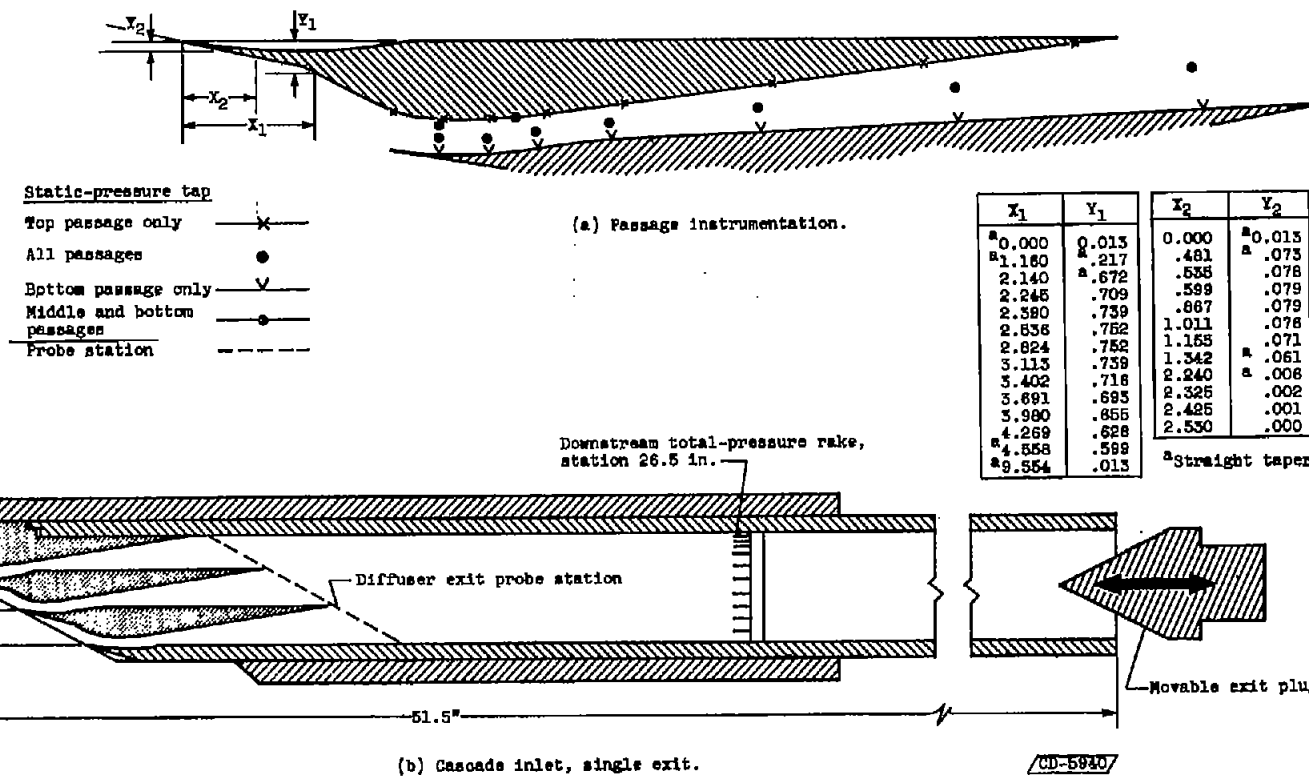 X₂
Y₁
X₂
X₁
Static-pressure tap
Top passage only
All passages
Bottom passage only
Middle and bottom
passages
Probe station
(a) Passage instrumentation.
X₁ Y₁
ᵃ0.000 0.013
ᵃ1.160 ᵃ.217
2.140 ᵃ.672
2.245 .709
2.390 .739
2.536 .752
2.824 .752
3.113 .739
3.402 .716
3.691 .693
3.980 .655
4.269 .628
ᵃ4.558 .599
ᵃ9.554 .013
X₂ Y₂
0.000 ᵃ0.013
.481 ᵃ.073
.535 .078
.599 .079
.867 .079
1.011 .076
1.155 .071
1.342 ᵃ.061
2.240 ᵃ.006
2.325 .002
2.425 .001
2.530 .000
ᵃStraight taper
Downstream total-pressure rake,
station 26.5 in.
Diffuser exit probe station
Movable exit plu
51.5"
(b) Cascade inlet, single exit.
CD-5940